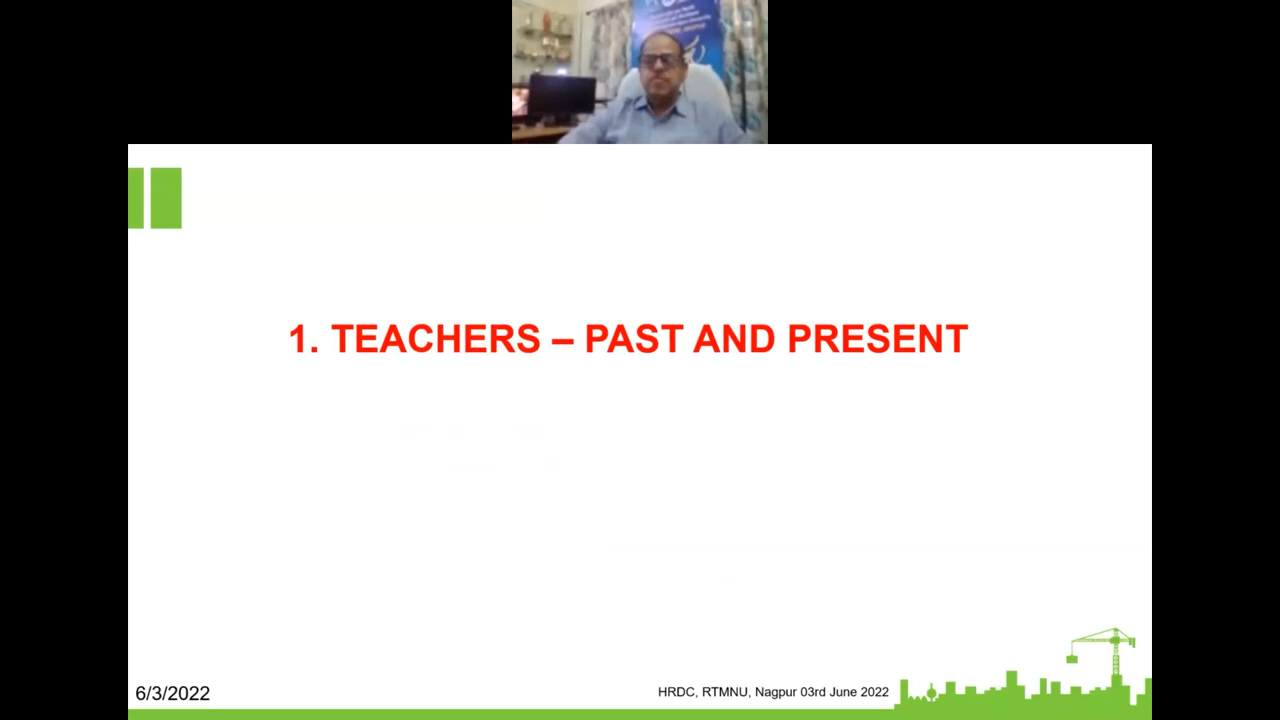 1. TEACHERS – PAST AND PRESENT
6/3/2022
HRDC, RTMNU, Nagpur 03rd June 2022